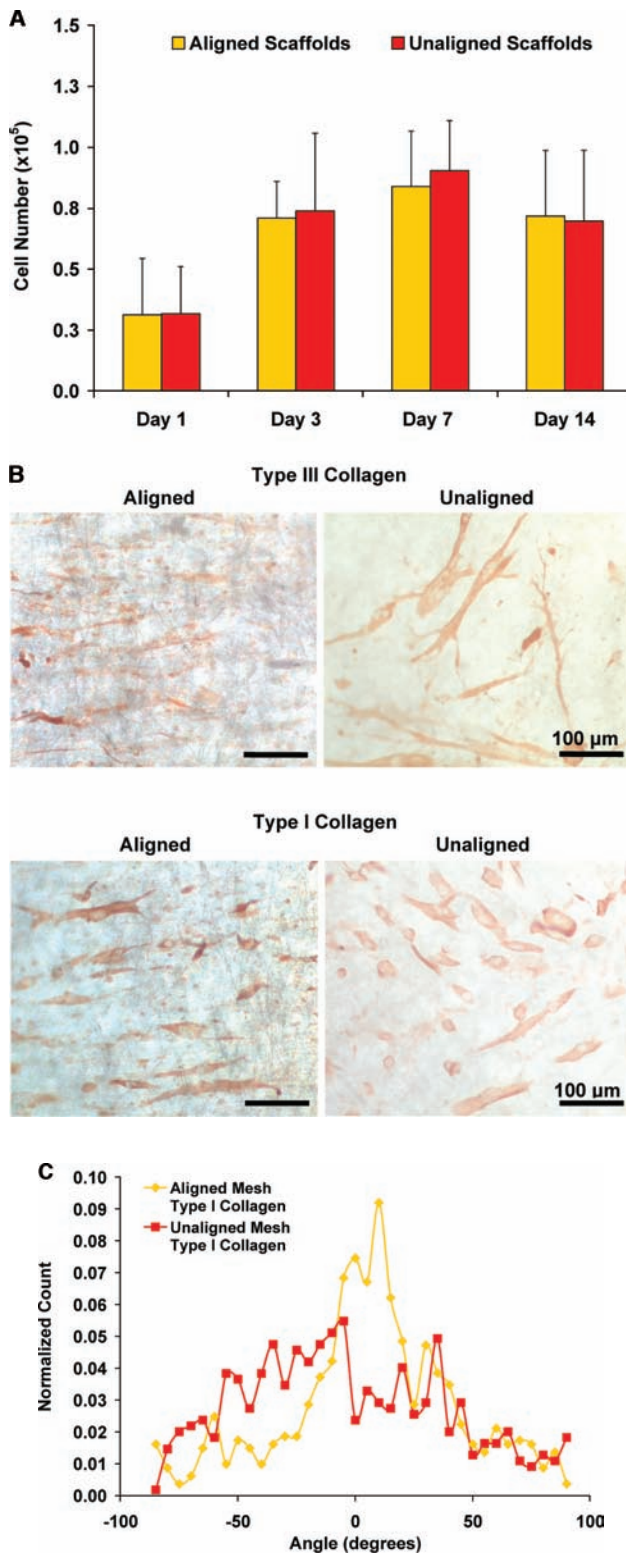 A
1.5
Aligned Scaffolds
Unaligned Scaffolds
1.3
1.0
0.8
0.5
0.3
0.0
Cell Number (x10⁵)
Day 1
Day 3
Day 7
Day 14
B
Type III Collagen
Aligned
Unaligned
100 µm
Type I Collagen
Aligned
Unaligned
100 µm
C
0.10
0.09
0.08
0.07
0.06
0.05
0.04
0.03
0.02
0.01
0.00
Normalized Count
Aligned Mesh
Type I Collagen
Unaligned Mesh
Type I Collagen
-100
-50
0
50
100
Angle (degrees)